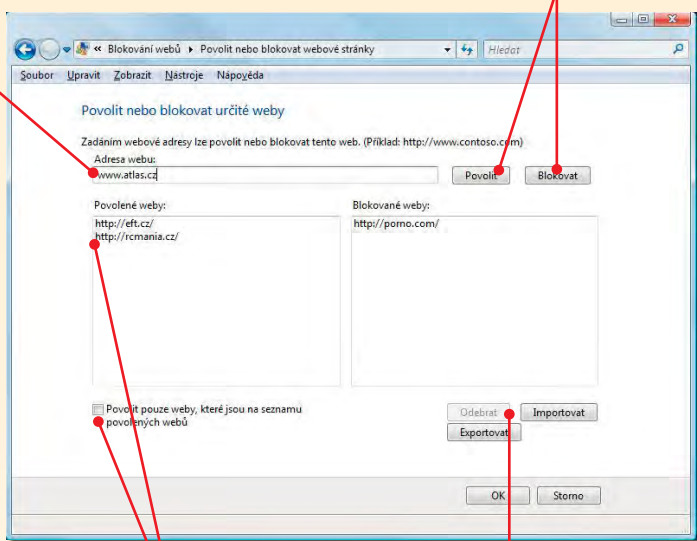 « Blokování webů ▸ Povolit nebo blokovat webové stránky
Hledat
Soubor Upravit Zobrazit Nástroje Nápověda
Povolit nebo blokovat určité weby
Zadáním webové adresy lze povolit nebo blokovat tento web. (Příklad: http://www.contoso.com)
Adresa webu:
www.atlas.cz
Povolit Blokovat
Povolené weby: Blokované weby:
http://eft.cz/ http://porno.com/
http://rcmania.cz/
Povolit pouze weby, které jsou na seznamu
povolených webů
Odebrat Importovat
Exportovat
OK Storno